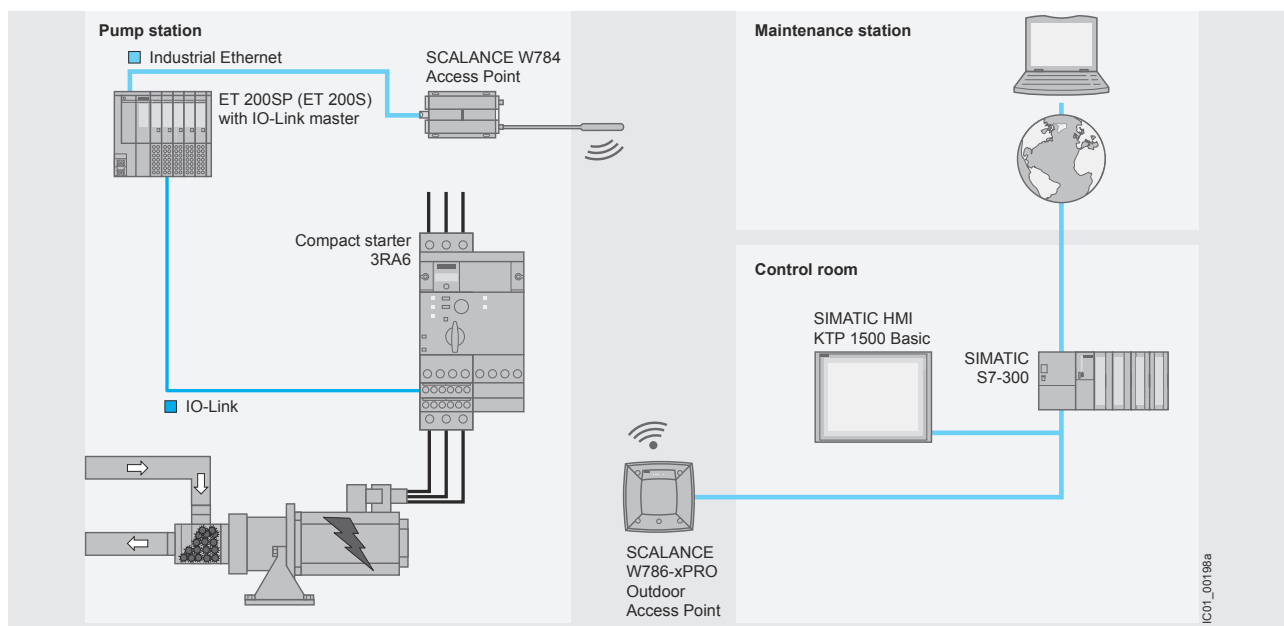 Pump station
Industrial Ethernet
SCALANCE W784
Access Point
ET 200SP (ET 200S)
with IO-Link master
Compact starter
3RA6
IO-Link
Maintenance station
Control room
SIMATIC HMI
KTP 1500 Basic
SIMATIC
S7-300
SCALANCE
W786-xPRO
Outdoor
Access Point
IC01_00198a